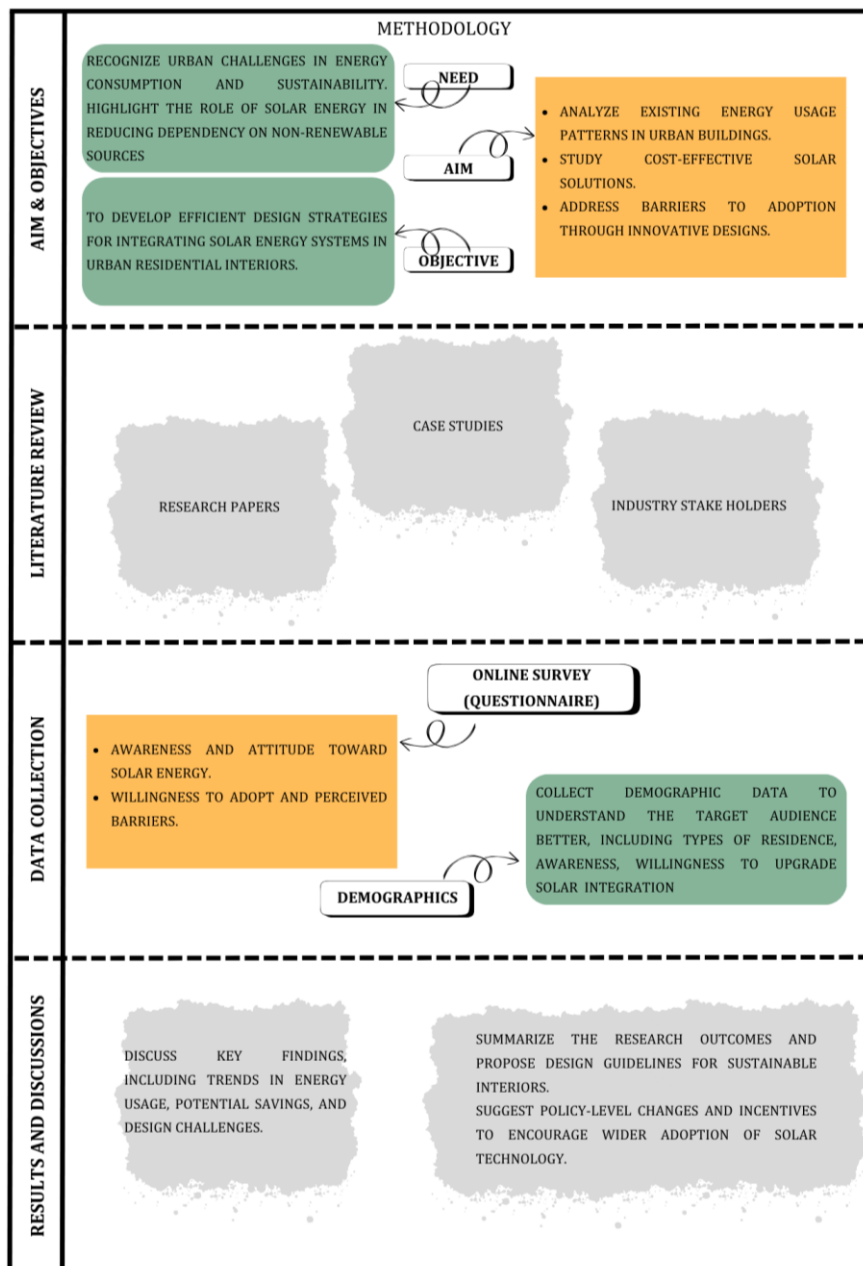 METHODOLOGY
AIM & OBJECTIVES
RECOGNIZE URBAN CHALLENGES IN ENERGY
CONSUMPTION AND SUSTAINABILITY.
HIGHLIGHT THE ROLE OF SOLAR ENERGY IN
REDUCING DEPENDENCY ON NON-RENEWABLE
SOURCES
NEED
AIM
• ANALYZE EXISTING ENERGY USAGE
PATTERNS IN URBAN BUILDINGS.
• STUDY COST-EFFECTIVE SOLAR
SOLUTIONS.
• ADDRESS BARRIERS TO ADOPTION
THROUGH INNOVATIVE DESIGNS.
TO DEVELOP EFFICIENT DESIGN STRATEGIES
FOR INTEGRATING SOLAR ENERGY SYSTEMS IN
URBAN RESIDENTIAL INTERIORS.
OBJECTIVE
LITERATURE REVIEW
RESEARCH PAPERS
CASE STUDIES
INDUSTRY STAKE HOLDERS
DATA COLLECTION
ONLINE SURVEY
(QUESTIONNAIRE)
• AWARENESS AND ATTITUDE TOWARD
SOLAR ENERGY.
• WILLINGNESS TO ADOPT AND PERCEIVED
BARRIERS.
DEMOGRAPHICS
COLLECT DEMOGRAPHIC DATA TO
UNDERSTAND THE TARGET AUDIENCE
BETTER, INCLUDING TYPES OF RESIDENCE,
AWARENESS, WILLINGNESS TO UPGRADE
SOLAR INTEGRATION
RESULTS AND DISCUSSIONS
DISCUSS KEY FINDINGS,
INCLUDING TRENDS IN ENERGY
USAGE, POTENTIAL SAVINGS, AND
DESIGN CHALLENGES.
SUMMARIZE THE RESEARCH OUTCOMES AND
PROPOSE DESIGN GUIDELINES FOR SUSTAINABLE
INTERIORS.
SUGGEST POLICY-LEVEL CHANGES AND INCENTIVES
TO ENCOURAGE WIDER ADOPTION OF SOLAR
TECHNOLOGY.